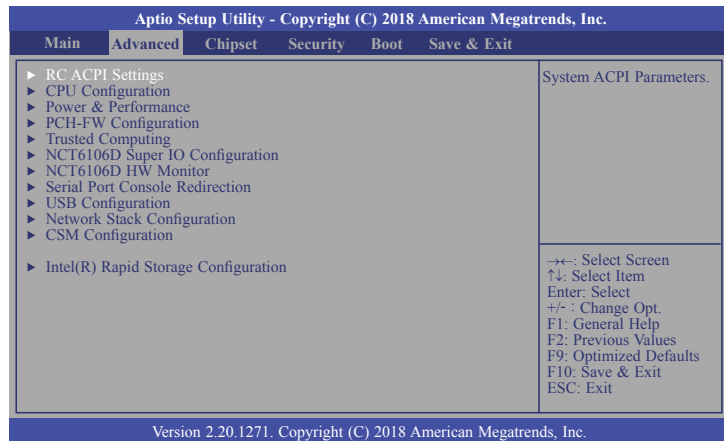 Aptio Setup Utility - Copyright (C) 2018 American Megatrends, Inc.
Main Advanced Chipset Security Boot Save & Exit
► RC ACPI Settings
► CPU Configuration
► Power & Performance
► PCH-FW Configuration
► Trusted Computing
► NCT6106D Super IO Configuration
► NCT6106D HW Monitor
► Serial Port Console Redirection
► USB Configuration
► Network Stack Configuration
► CSM Configuration
► Intel(R) Rapid Storage Configuration
System ACPI Parameters.
→←: Select Screen
↑↓: Select Item
Enter: Select
+/- : Change Opt.
F1: General Help
F2: Previous Values
F9: Optimized Defaults
F10: Save & Exit
ESC: Exit
Version 2.20.1271. Copyright (C) 2018 American Megatrends, Inc.